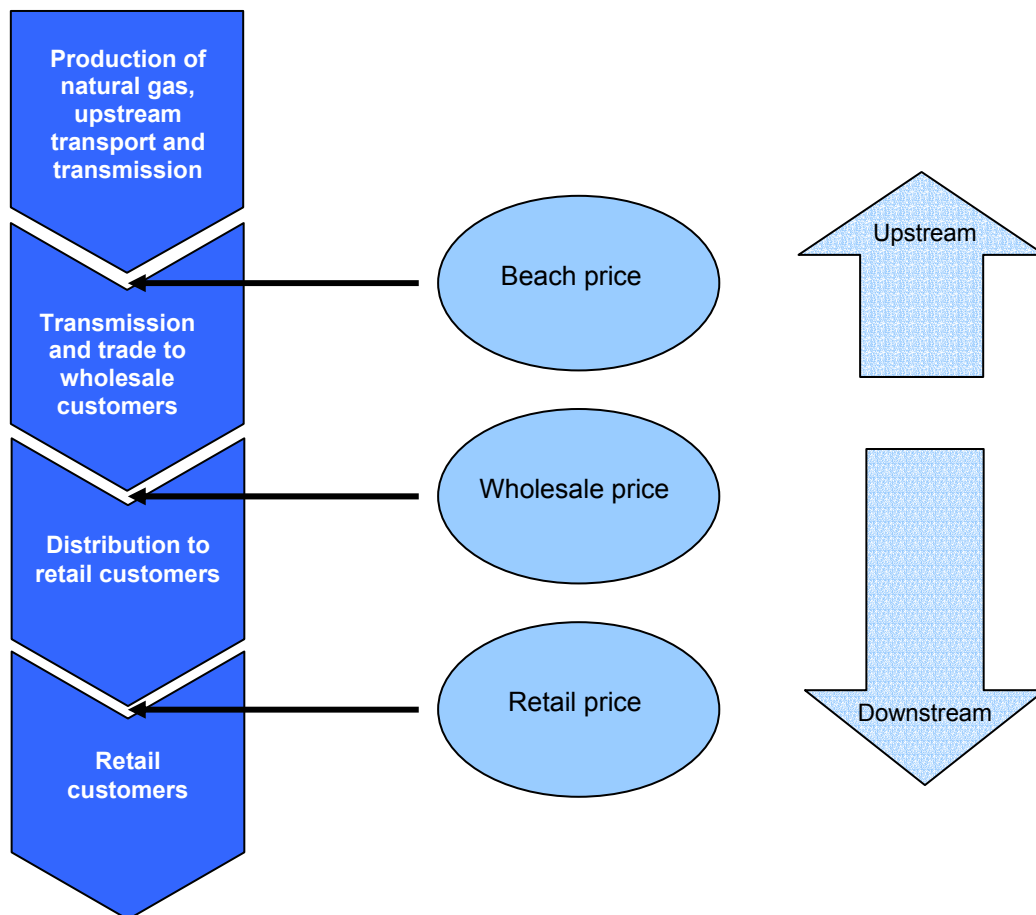 Production of
natural gas,
upstream
transport and
transmission
Upstream
Beach price
Transmission
and trade to
wholesale
customers
Wholesale price
Distribution to
retail customers
Retail price
Downstream
Retail
customers